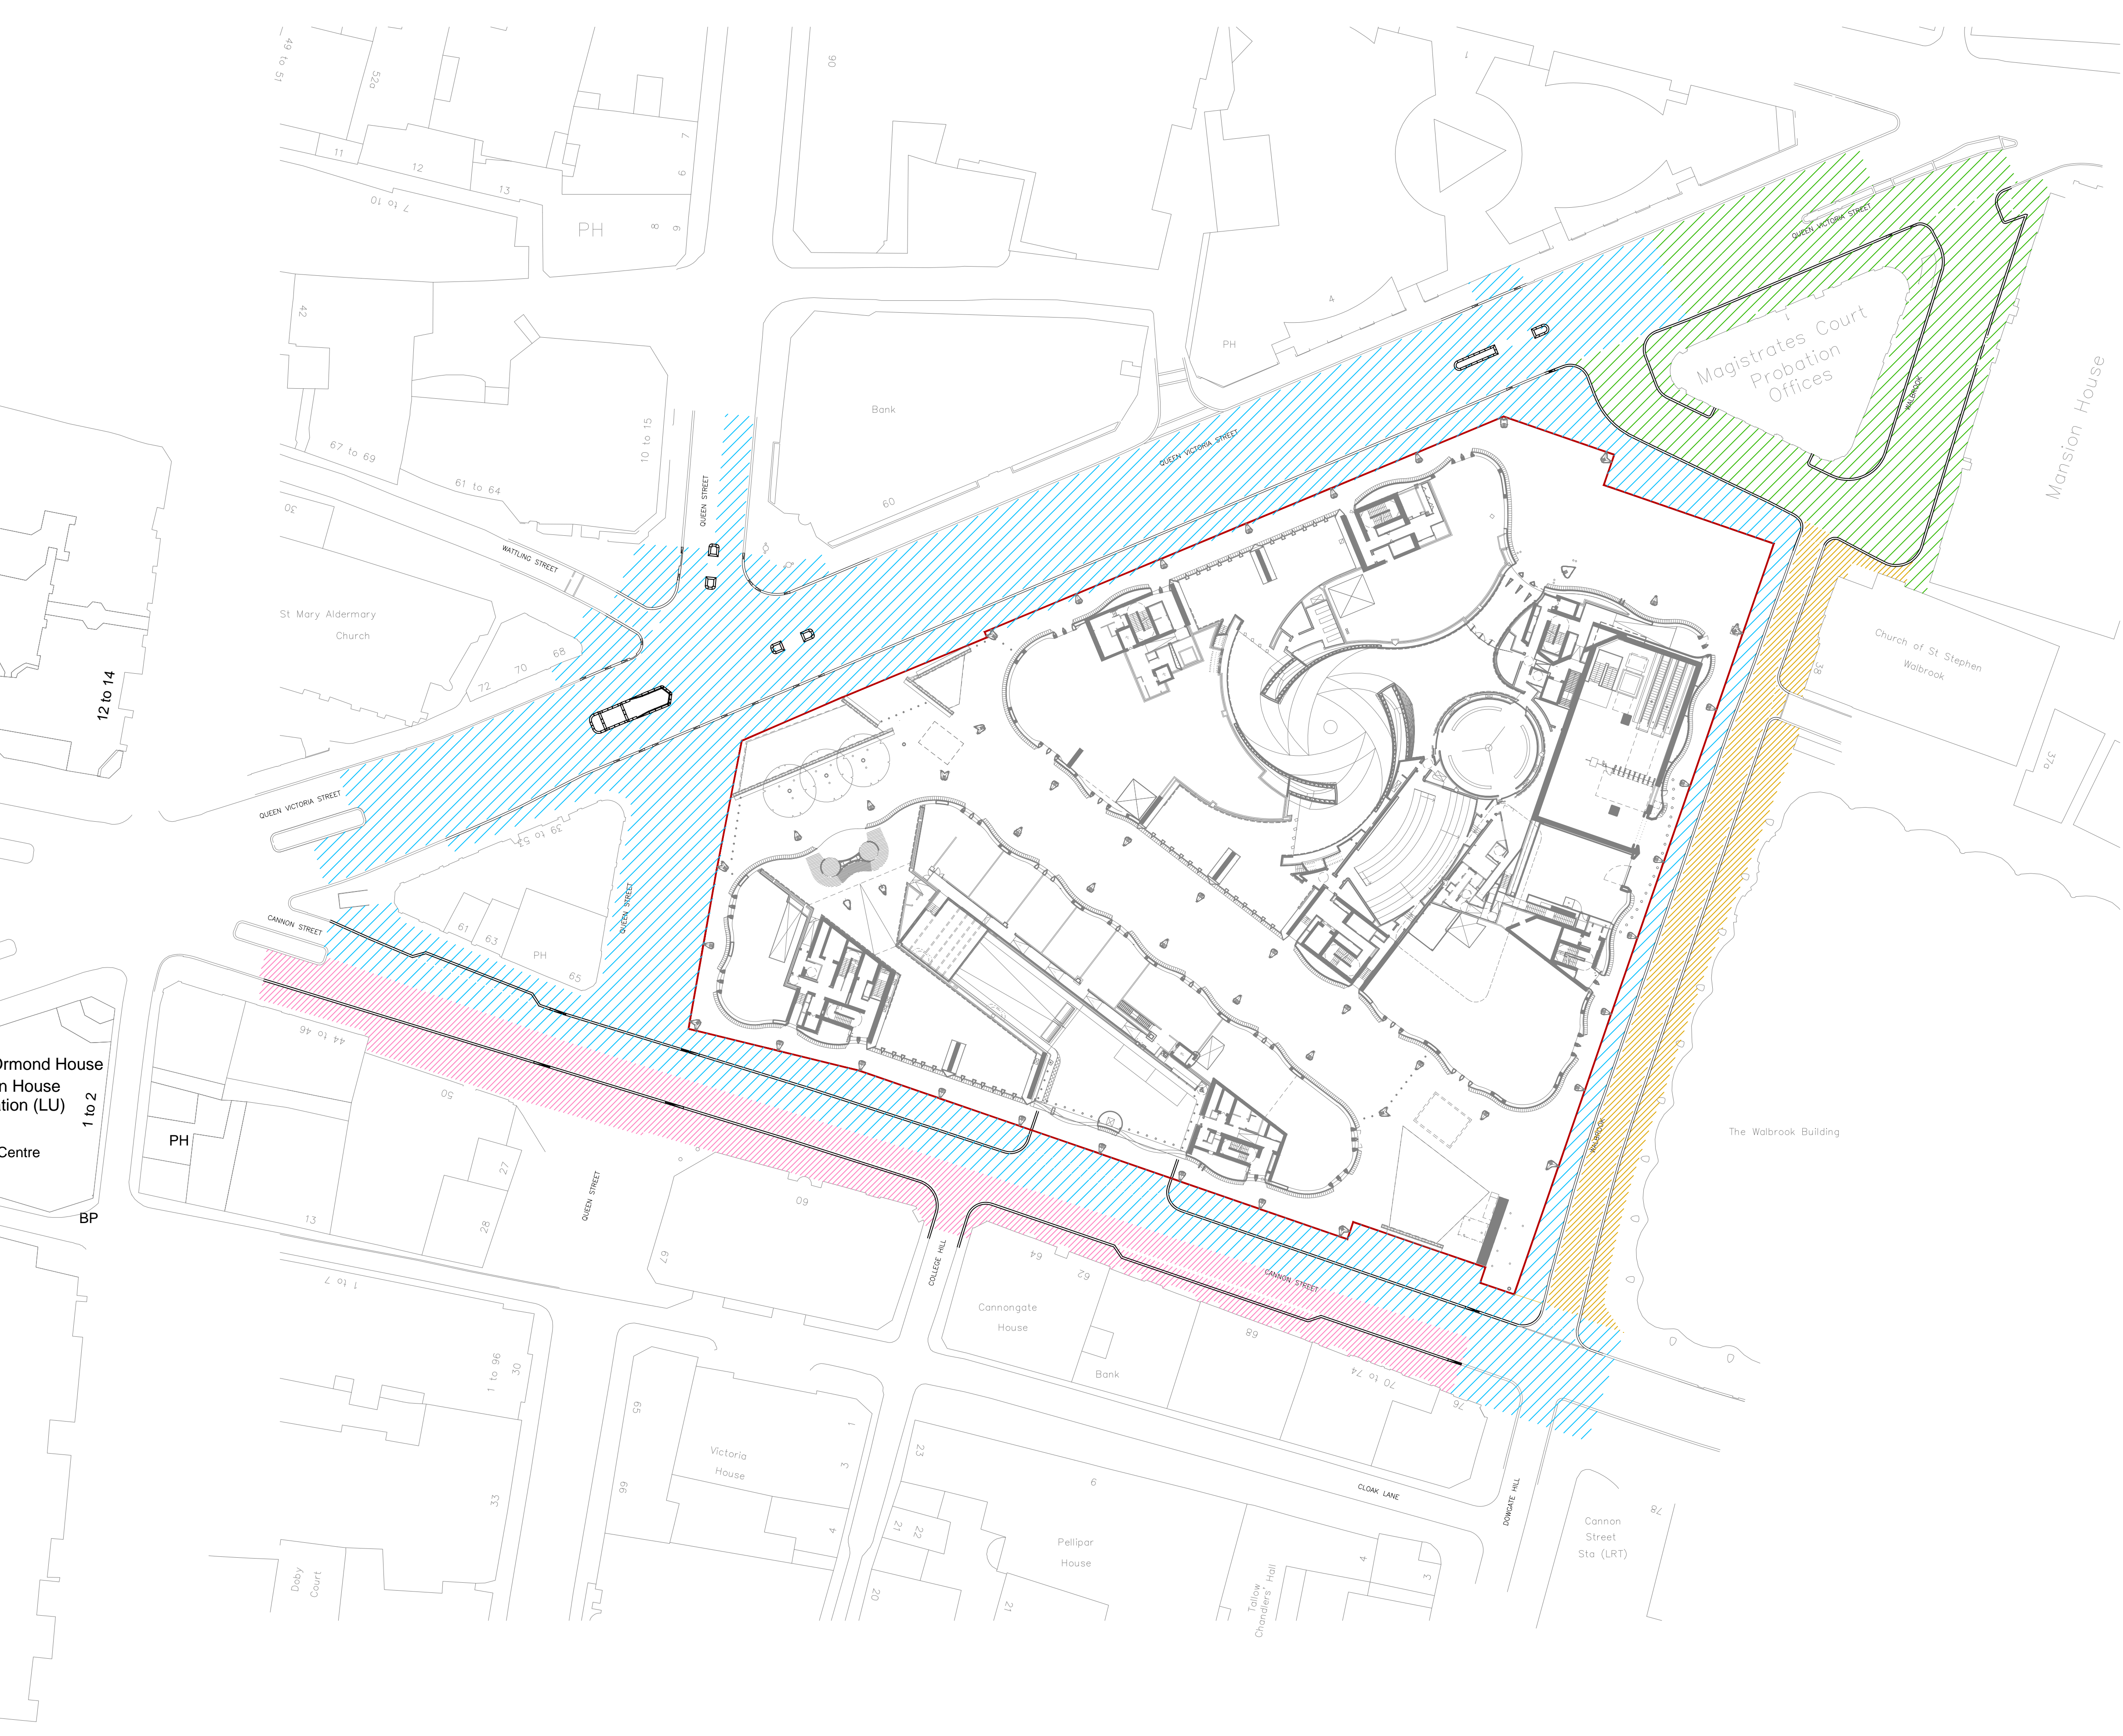 49 to 51
52a
90
1
11
12
13
7
9
7 to 10
PH
8
6
42
4
PH
Bank
QUEEN VICTORIA STREET
Magistrates Court
Probation
Offices
WALBROOK
Mansion House
67 to 69
61 to 64
10 to 15
QUEEN STREET
60
QUEEN VICTORIA STREET
30
WATTLING STREET
St Mary Aldermary
Church
72
70
68
12 to 14
Church of St Stephen
Walbrook
38
37a
QUEEN VICTORIA STREET
39 to 53
CANNON STREET
61
63
PH
65
QUEEN STREET
44 to 46
50
Ormond House
n House
ation (LU)
1 to 2
Centre
PH
BP
13
27
28
QUEEN STREET
60
67
COLLEGE HILL
64
62
CANNON STREET
WALBROOK
The Walbrook Building
Cannongate
House
68
Bank
70 to 74
76
1 to 7
1 to 96
30
33
65
66
Victoria
House
1
3
4
23
9
CLOAK LANE
DOWGATE HILL
21
22
20
21
Pellipar
House
Tallow
Chandlers' Hall
4
3
Cannon
Street
Sta (LRT)
78
Doby
Court